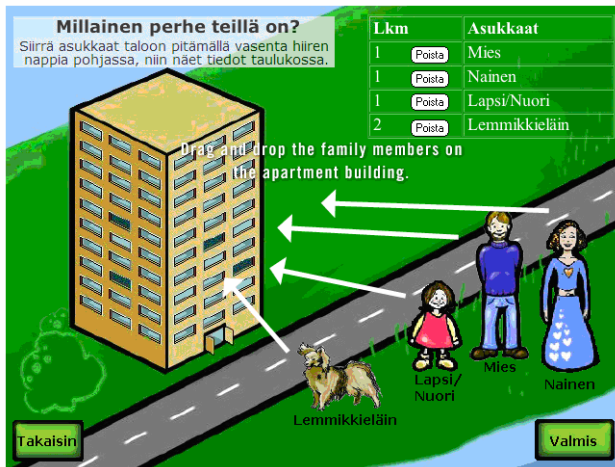 Millainen perhe teillä on?
Siirrä asukkaat taloon pitämällä vasenta hiiren
nappia pohjassa, niin näet tiedot taulukossa.
Lkm Asukkaat
1 Poista Mies
1 Poista Nainen
1 Poista Lapsi/Nuori
2 Poista Lemmikkieläin
Drag and drop the family members on
the apartment building.
Lapsi/
Nuori
Mies
Nainen
Lemmikkieläin
Takaisin
Valmis